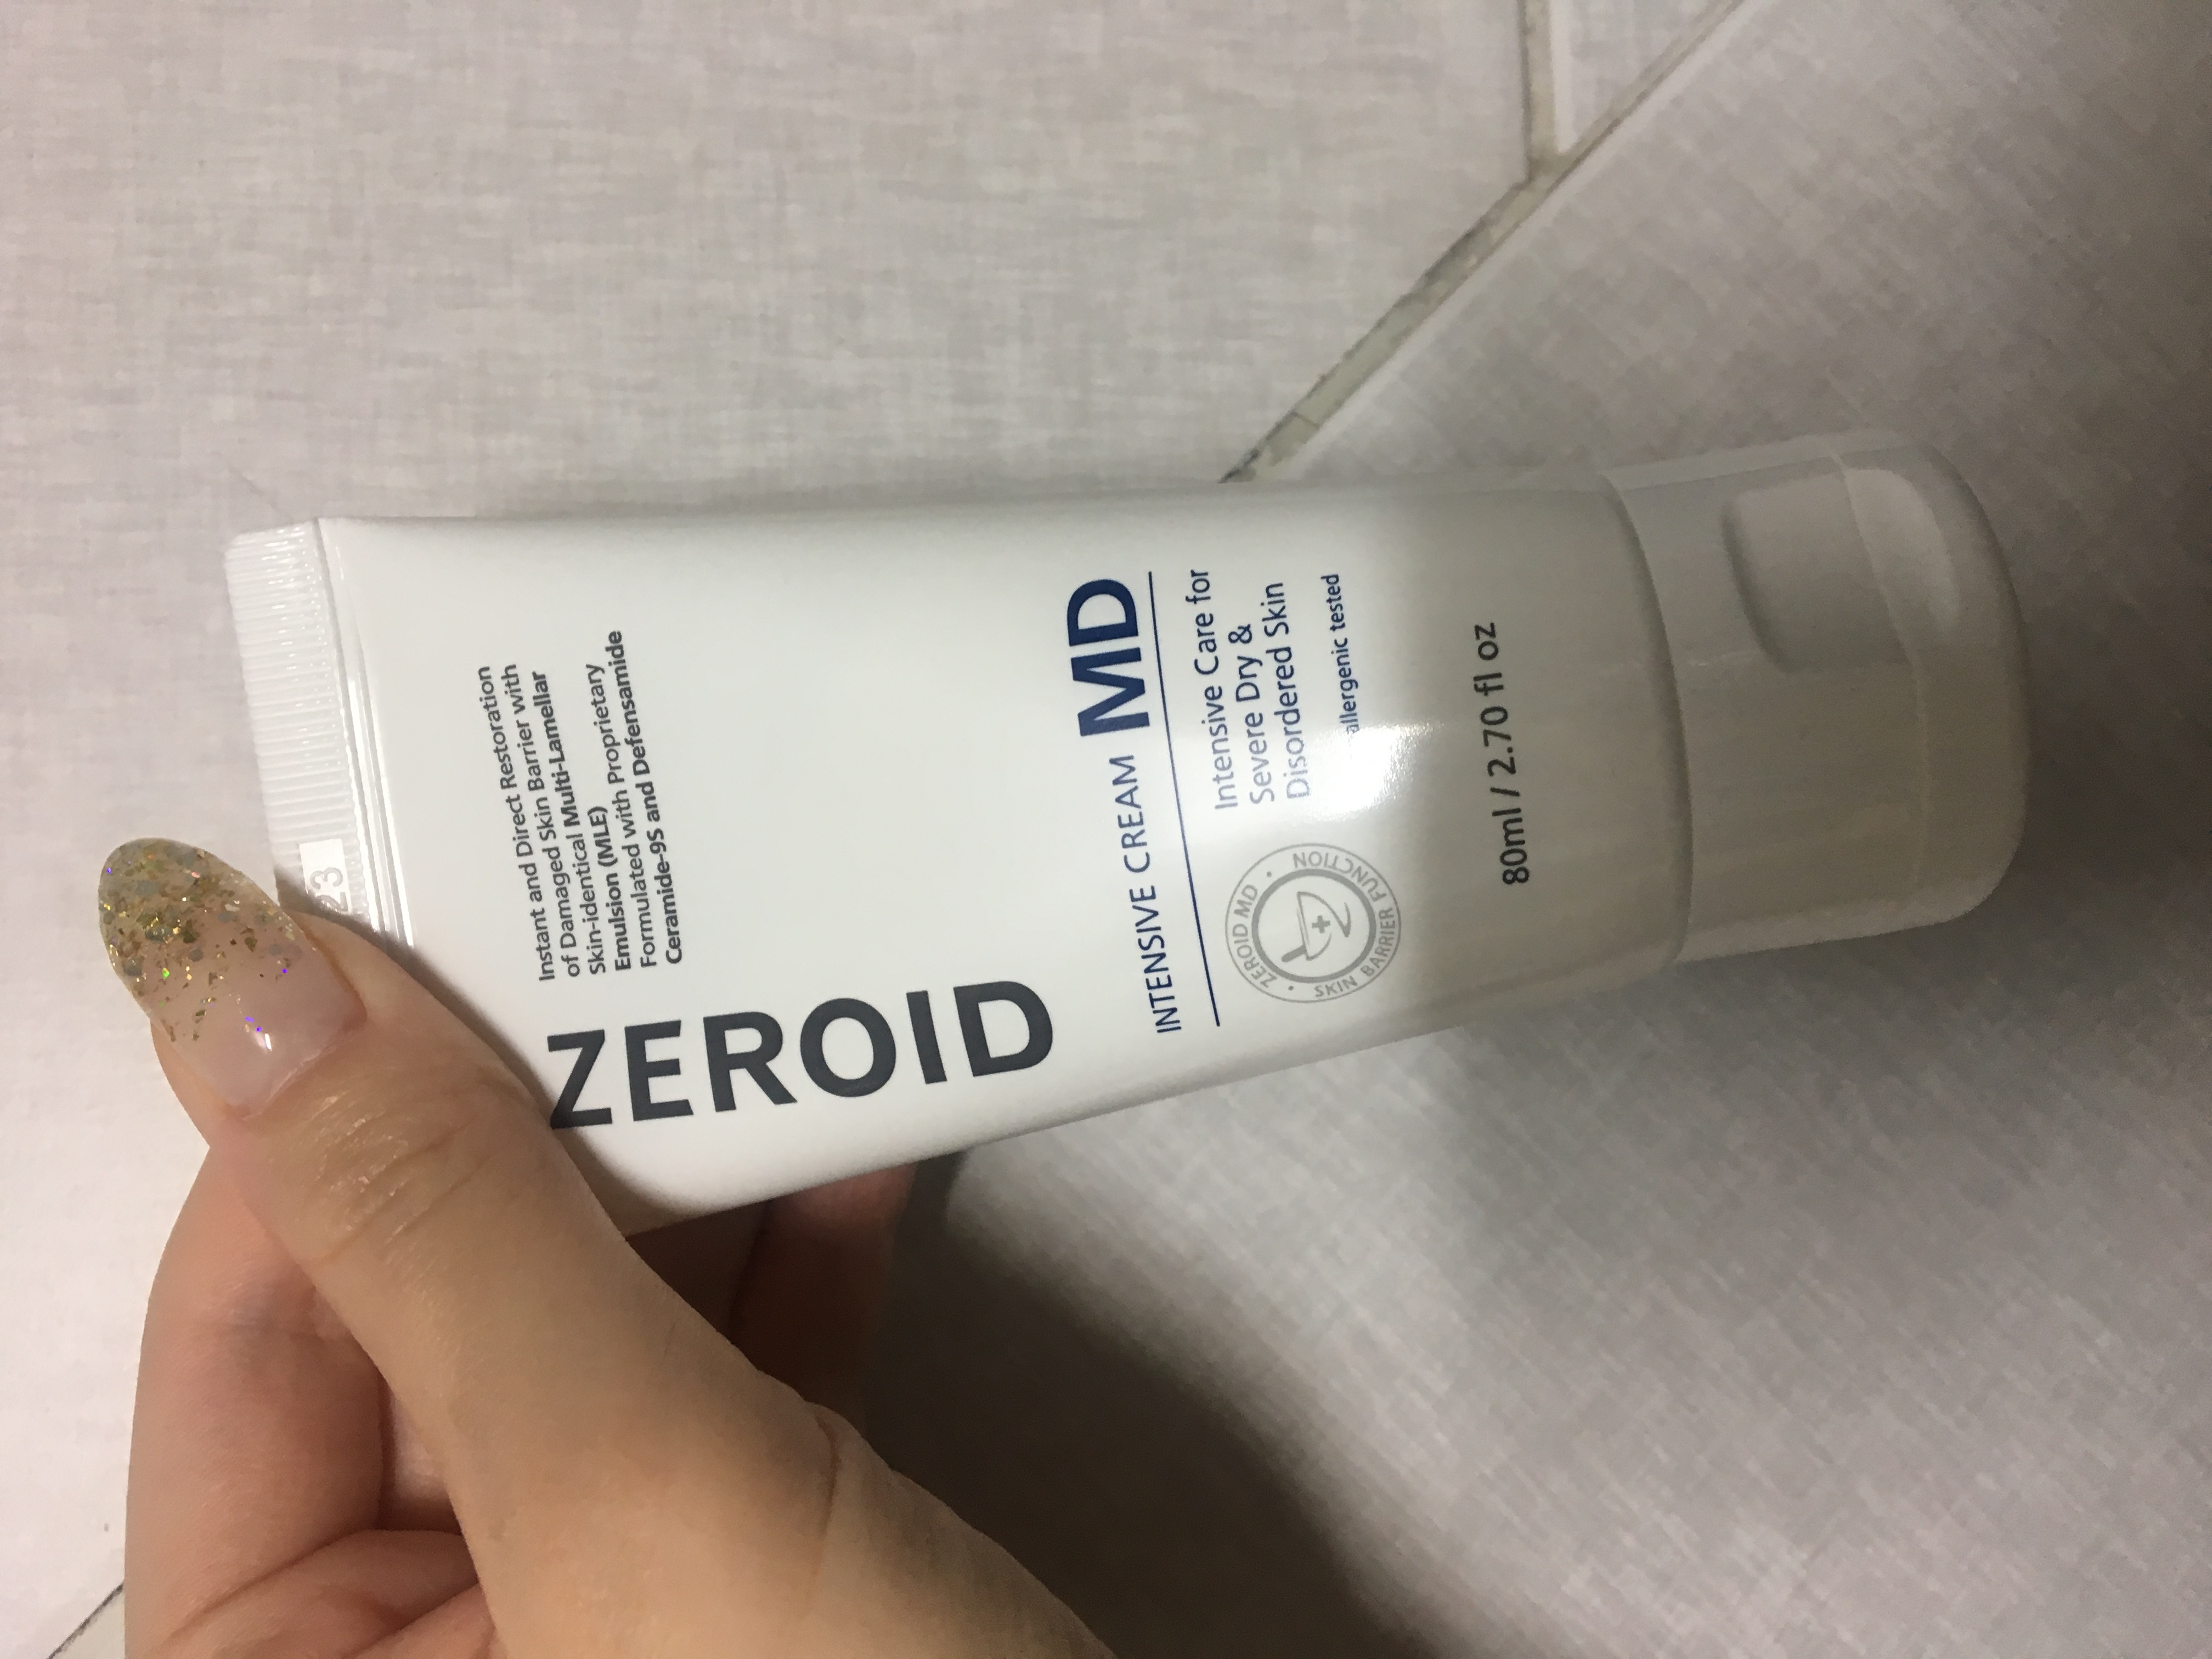 23
Instant and Direct Restoration
of Damaged Skin Barrier with
Skin-identical Multi-Lamellar
Emulsion (MLE)
Formulated with Proprietary
Ceramide-9S and Defensamide
ZEROID
INTENSIVE CREAM MD
Intensive Care for
Severe Dry &
Disordered Skin
allergenic tested
ZEROID MD • SKIN BARRIER FUNCTION •
80ml / 2.70 fl oz